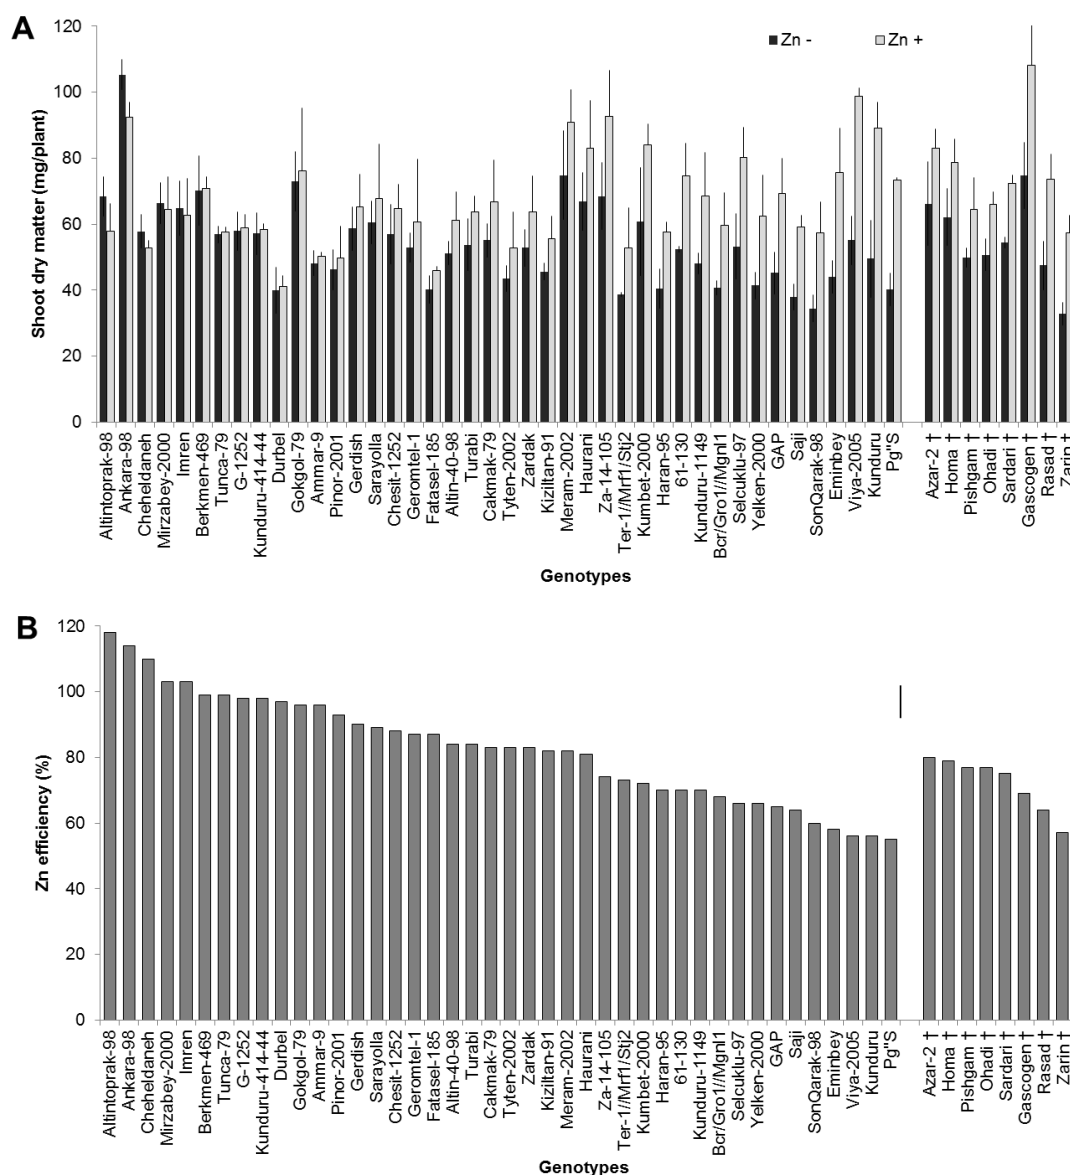 A
Zn -
Zn +
Shoot dry matter (mg/plant)
120
100
80
60
40
20
0
Altintoprak-98
Ankara-98
Cheheldaneh
Mirzabey-2000
Imren
Berkmen-469
Tunca-79
G-1252
Kunduru-414-44
Durbel
Gokgol-79
Ammar-9
Pinor-2001
Gerdish
Sarayolla
Chesit-1252
Geromtel-1
Fatasel-185
Altin-40-98
Turabi
Cakmak-79
Tyten-2002
Zardak
Kiziltan-91
Meram-2002
Haurani
Za-14-105
Ter-1//Mrf1/Stj2
Kumbet-2000
Haran-95
61-130
Kunduru-1149
Bcr/Gro1//Mgnl1
Selcuklu-97
Yelken-2000
GAP
Saji
SonQarak-98
Eminbey
Viya-2005
Kunduru
Pg"S
Azar-2 †
Homa †
Pishgam †
Ohadi †
Sardari †
Gascogen †
Rasad †
Zarin †
Genotypes
B
Zn efficiency (%)
120
100
80
60
40
20
0
Altintoprak-98
Ankara-98
Cheheldaneh
Mirzabey-2000
Imren
Berkmen-469
Tunca-79
G-1252
Kunduru-414-44
Durbel
Gokgol-79
Ammar-9
Pinor-2001
Gerdish
Sarayolla
Chesit-1252
Geromtel-1
Fatasel-185
Altin-40-98
Turabi
Cakmak-79
Tyten-2002
Zardak
Kiziltan-91
Meram-2002
Haurani
Za-14-105
Ter-1//Mrf1/Stj2
Kumbet-2000
Haran-95
61-130
Kunduru-1149
Bcr/Gro1//Mgnl1
Selcuklu-97
Yelken-2000
GAP
Saji
SonQarak-98
Eminbey
Viya-2005
Kunduru
Pg"S
Azar-2 †
Homa †
Pishgam †
Ohadi †
Sardari †
Gascogen †
Rasad †
Zarin †
Genotypes